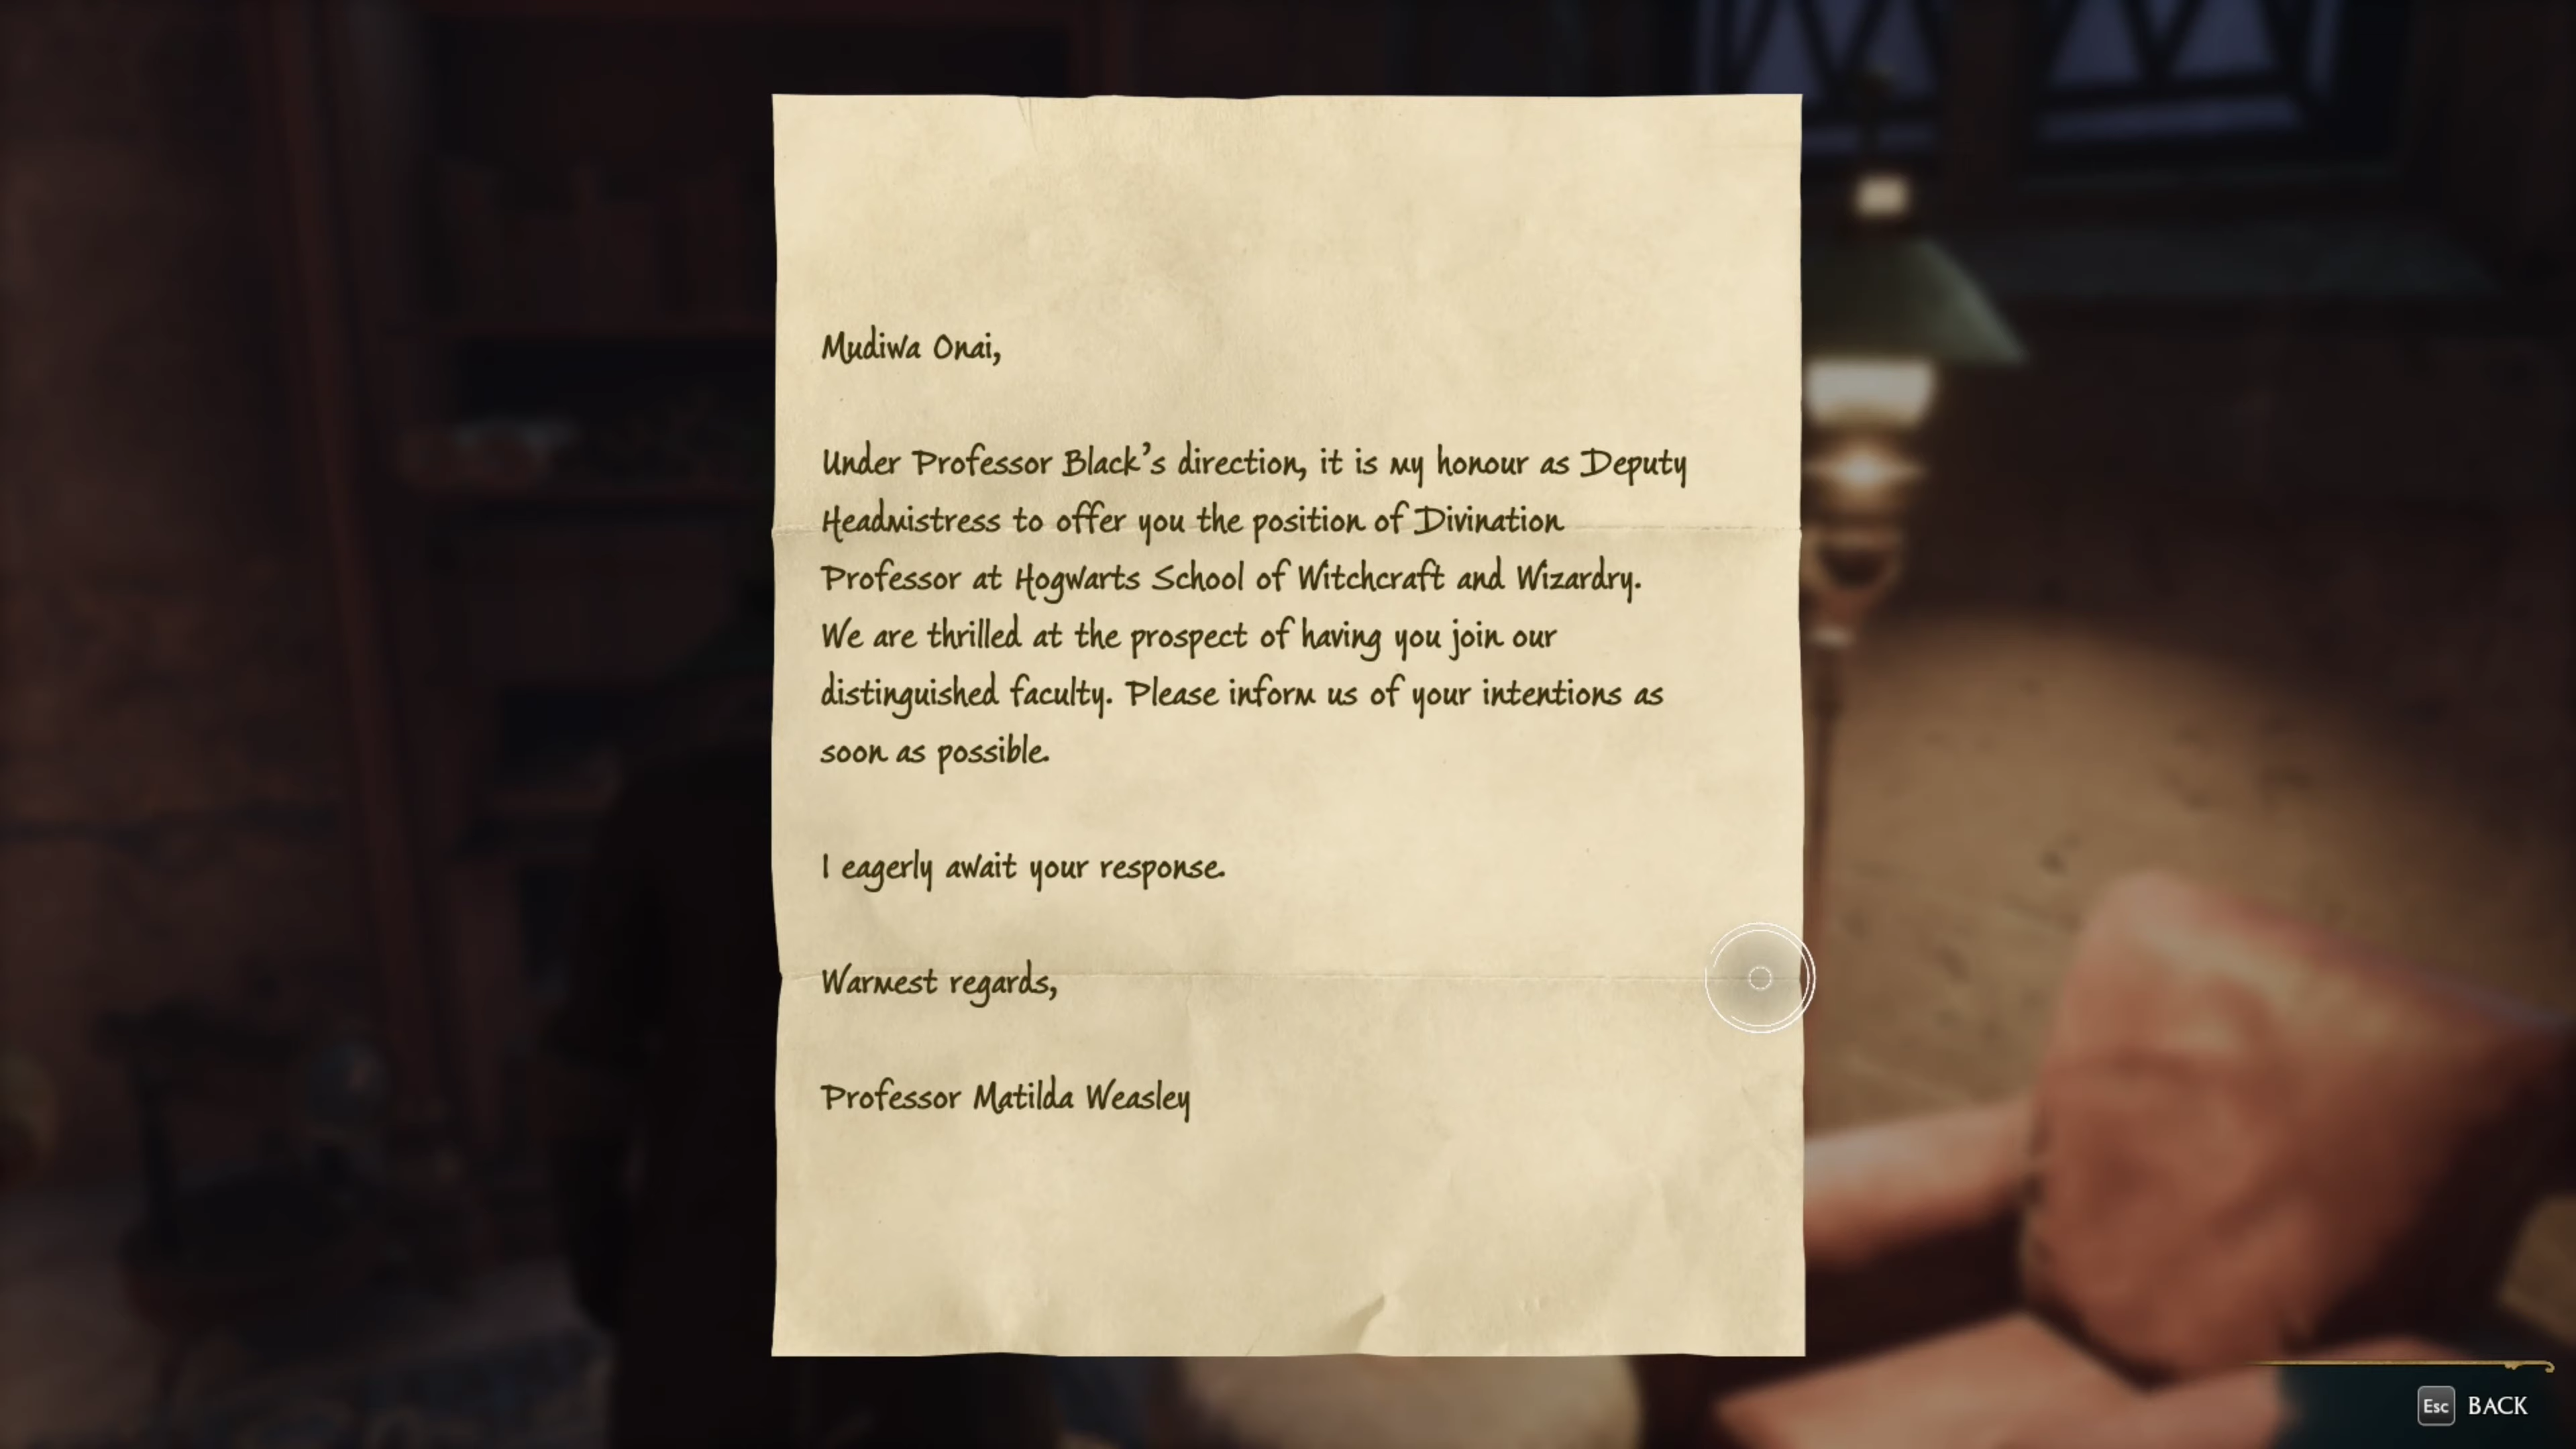 Mudiwa Onai,
Under Professor Black's direction, it is my honour as Deputy
Headmistress to offer you the position of Divination
Professor at Hogwarts School of Witchcraft and Wizardry.
We are thrilled at the prospect of having you join our
distinguished faculty. Please inform us of your intentions as
soon as possible.
I eagerly await your response.
Warmest regards,
Professor Matilda Weasley
Esc BACK